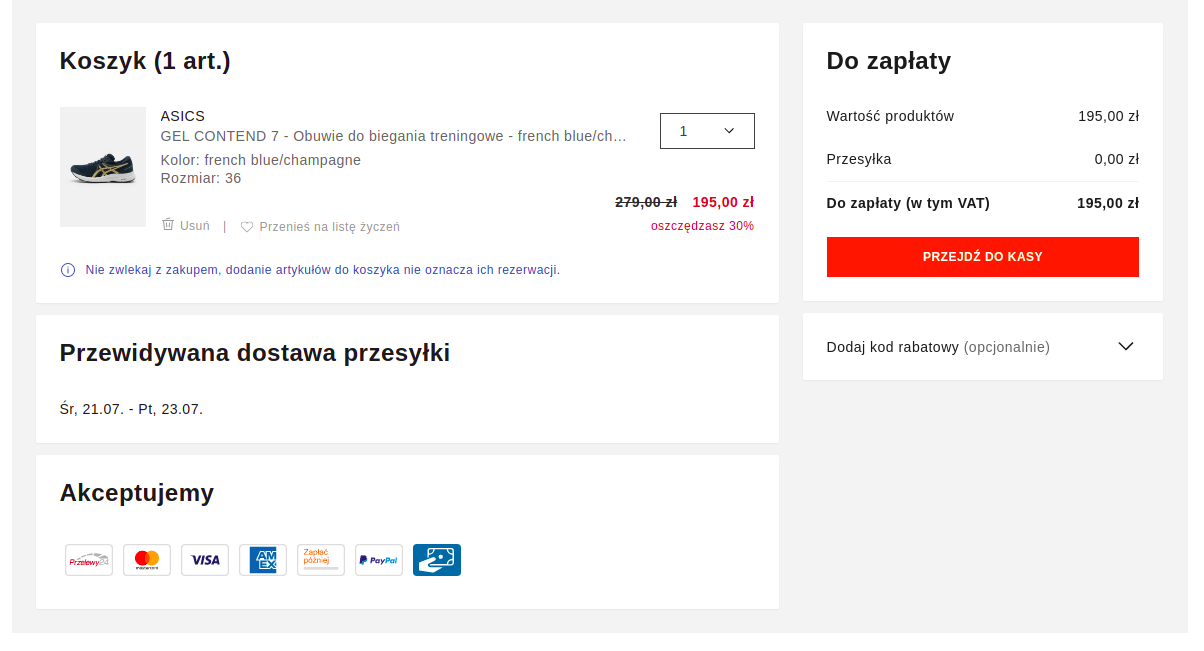 Koszyk (1 art.)
ASICS
GEL CONTEND 7 - Obuwie do biegania treningowe - french blue/ch…
1
Kolor: french blue/champagne
Rozmiar: 36
279,00 zł 195,00 zł
Usuń | Przenieś na listę życzeń
oszczędzasz 30%
Nie zwlekaj z zakupem, dodanie artykułów do koszyka nie oznacza ich rezerwacji.
Przewidywana dostawa przesyłki
Śr, 21.07. - Pt, 23.07.
Akceptujemy
Przelewy24
mastercard
VISA
AM
EX
Zapłać
później
PayPal
Do zapłaty
Wartość produktów 195,00 zł
Przesyłka 0,00 zł
Do zapłaty (w tym VAT) 195,00 zł
PRZEJDŹ DO KASY
Dodaj kod rabatowy (opcjonalnie)